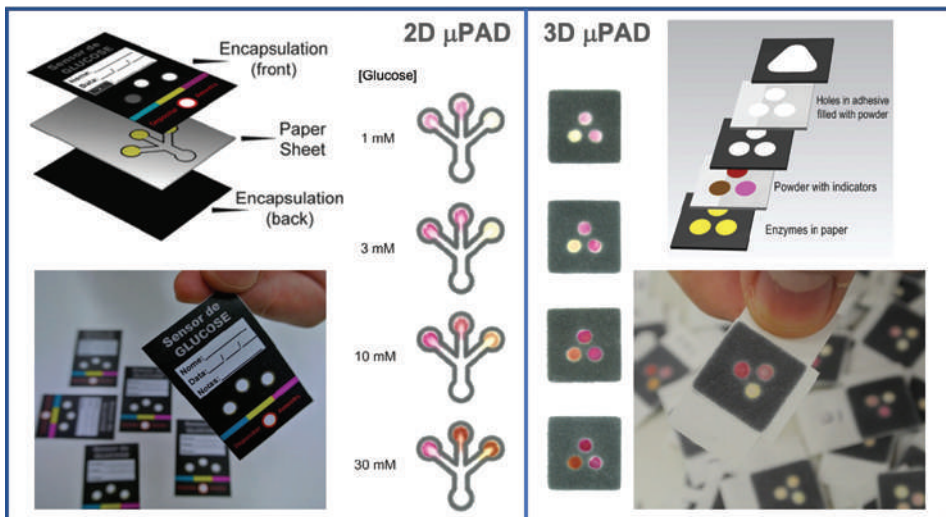 2D μPAD
3D μPAD
Sensor de
GLUCOSE
Nome:
Data:
Encapsulation
(front)
Paper
Sheet
Encapsulation
(back)
[Glucose]
1 mM
3 mM
10 mM
30 mM
Holes in adhesive
filled with powder
Powder with indicators
Enzymes in paper
Sensor de
GLUCOSE
Nome:
Data:
Notas: